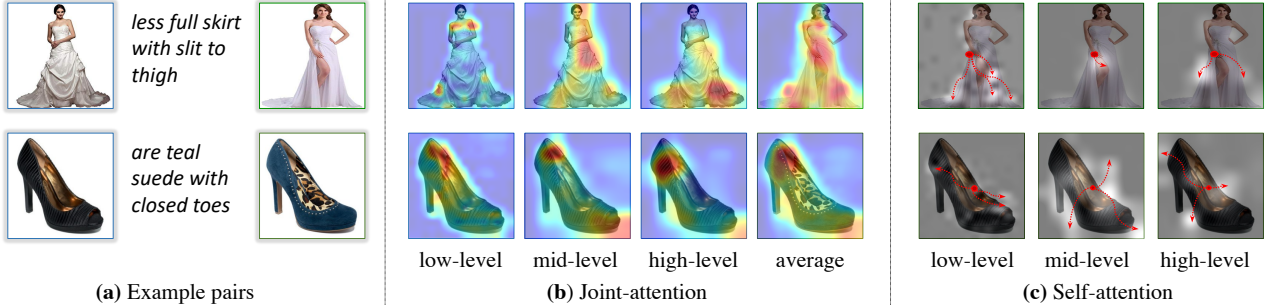 less full skirt
with slit to
thigh
are teal
suede with
closed toes
low-level mid-level high-level average
low-level mid-level high-level
(a) Example pairs
(b) Joint-attention
(c) Self-attention